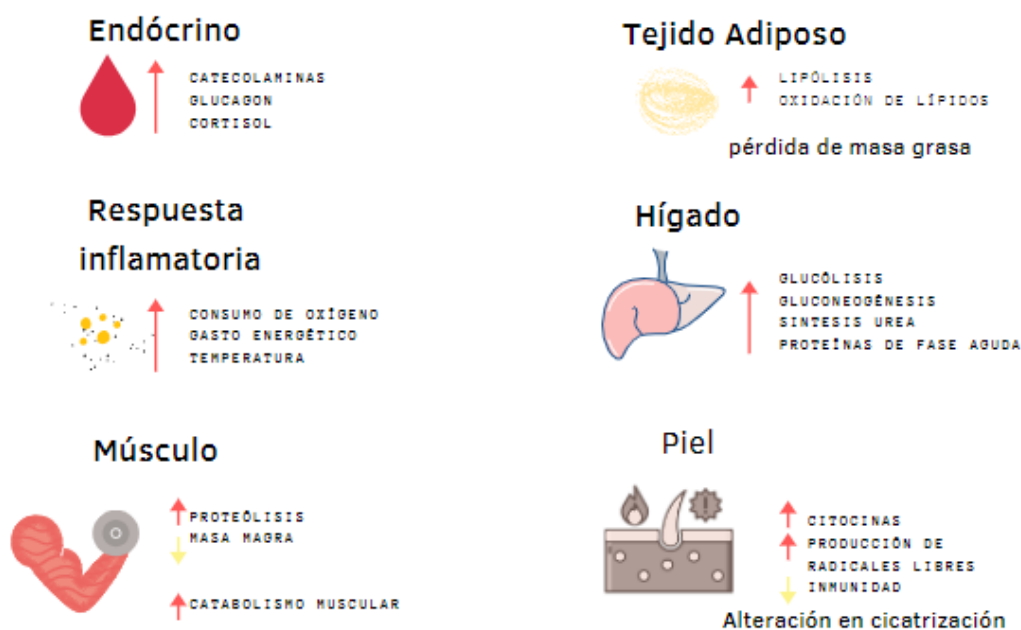 Endócrino
CATECOLAMINAS
GLUCAGON
CORTISOL
Tejido Adiposo
LIPÓLISIS
OXIDACIÓN DE LÍPIDOS
pérdida de masa grasa
Respuesta
inflamatoria
CONSUMO DE OXÍGENO
GASTO ENERGÉTICO
TEMPERATURA
Hígado
GLUCÓLISIS
GLUCONEOGÉNESIS
SINTESIS UREA
PROTEÍNAS DE FASE AGUDA
Músculo
PROTEÓLISIS
MASA MAGRA
CATABOLISMO MUSCULAR
Piel
CITOCINAS
PRODUCCIÓN DE
RADICALES LIBRES
INMUNIDAD
Alteración en cicatrización